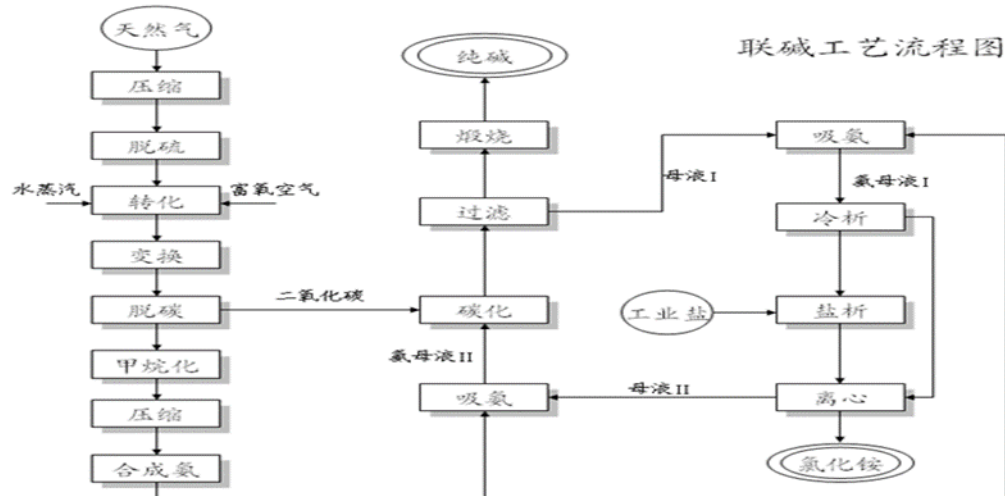 联碱工艺流程图
天然气
压缩
脱硫
水蒸汽
富氧空气
转化
变换
脱碳
二氧化碳
甲烷化
压缩
合成氨
纯碱
煅烧
过滤
母液I
碳化
氨母液II
吸氨
母液II
吸氨
氨母液I
冷析
工业盐
盐析
离心
氯化铵